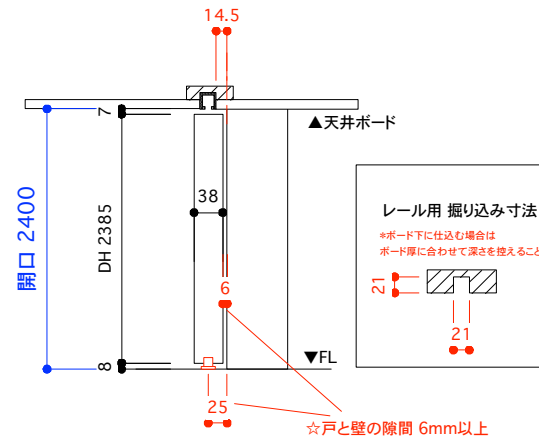 14.5
7
▲天井ボード
開口 2400
DH 2385
38
6
8
▼FL
25
☆戸と壁の隙間 6mm以上
レール用 掘り込み寸法
*ボード下に仕込む場合は
ボード厚に合わせて深さを控えること
21
21